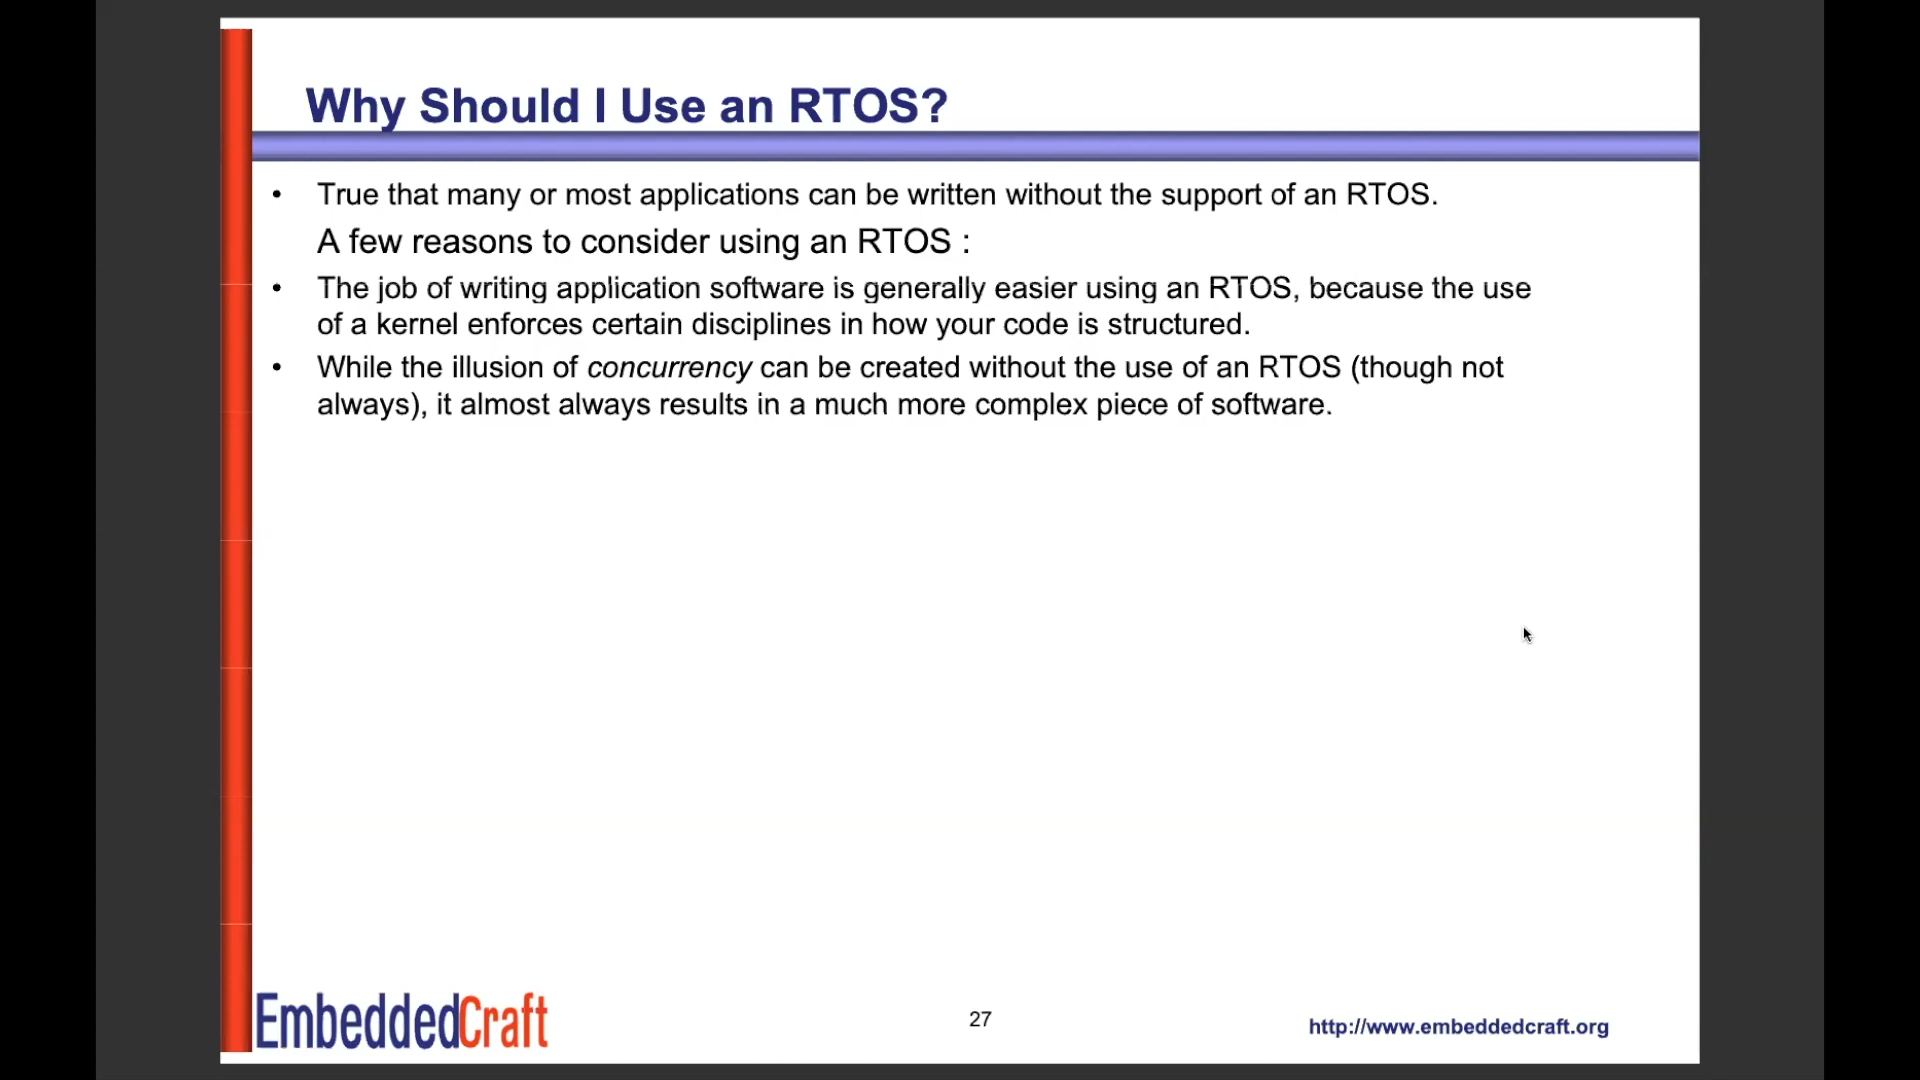 Why Should I Use an RTOS?
• True that many or most applications can be written without the support of an RTOS.
A few reasons to consider using an RTOS :
• The job of writing application software is generally easier using an RTOS, because the use
of a kernel enforces certain disciplines in how your code is structured.
• While the illusion of concurrency can be created without the use of an RTOS (though not
always), it almost always results in a much more complex piece of software.
EmbeddedCraft
27
http://www.embeddedcraft.org